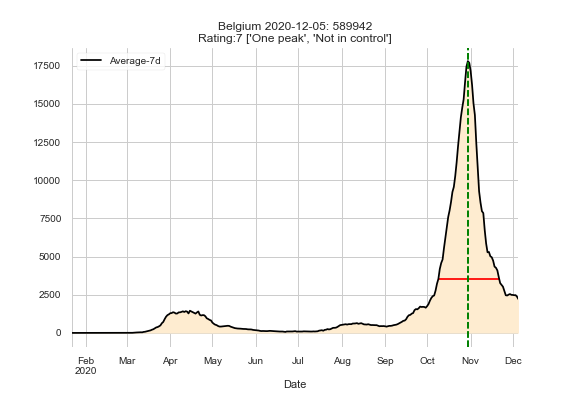 Belgium 2020-12-05: 589942
Rating:7 ['One peak', 'Not in control']
Average-7d
17500
15000
12500
10000
7500
5000
2500
0
Feb Mar Apr May Jun Jul Aug Sep Oct Nov Dec
2020
Date